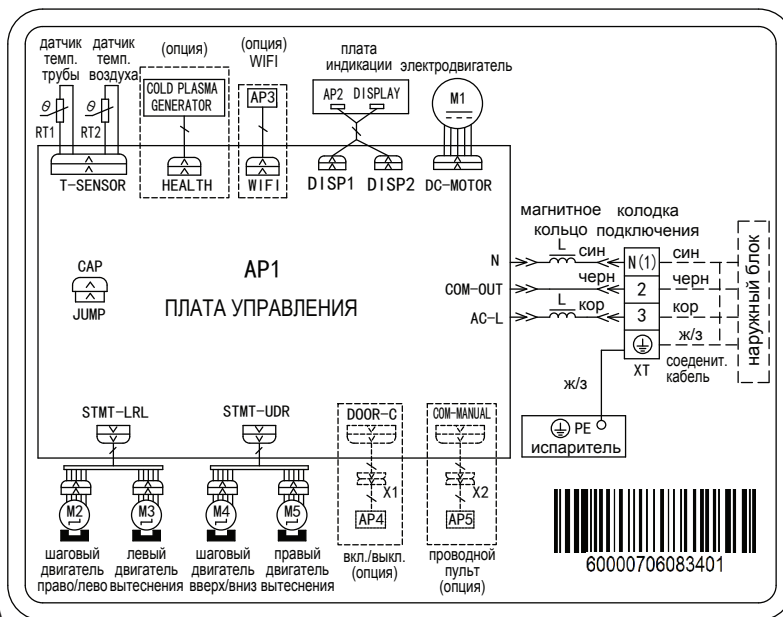 датчик темп. трубы
датчик темп. воздуха
(опция)
(опция) WIFI
плата индикации
электродвигатель
COLD PLASMA
GENERATOR
AP3
AP2 DISPLAY
M1
θ
RT1
θ
RT2
T-SENSOR
HEALTH
WIFI
DISP1
DISP2
DC-MOTOR
магнитное кольцо
колодка подключения
CAP
JUMP
AP1
ПЛАТА УПРАВЛЕНИЯ
N
L
син
N(1)
син
COM-OUT
черн
2
черн
AC-L
L
кор
3
кор
ж/з
XT
соеденит.
кабель
наружный блок
ж/з
PE
испаритель
STMT-LRL
STMT-UDR
DOOR-C
COM-MANUAL
X1
X2
M2
M3
M4
M5
AP4
AP5
шаговый двигатель право/лево
левый двигатель вытеснения
шаговый двигатель вверх/вниз
правый двигатель вытеснения
вкл./выкл. (опция)
проводной пульт (опция)
60000706083401